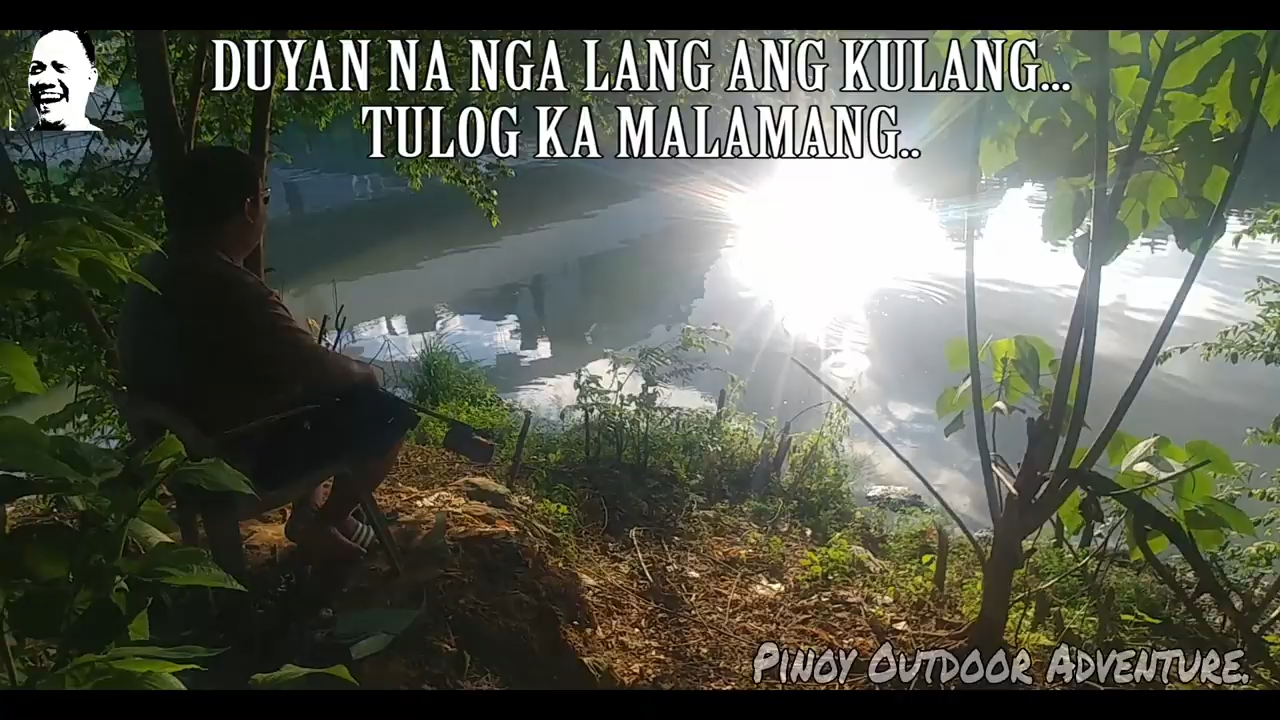 DUYAN NA NGA LANG ANG KULANG...
TULOG KA MALAMANG..
PINOY OUTDOOR ADVENTURE.